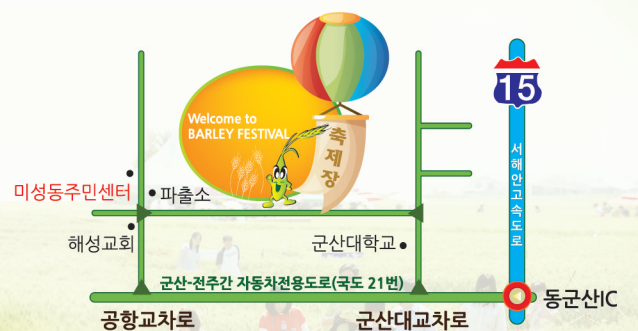 15
서해안고속도로
Welcome to
BARLEY FESTIVAL
축제장
미성동주민센터
파출소
해성교회
군산대학교
군산-전주간 자동차전용도로(국도 21번)
동군산IC
공항교차로
군산대교차로